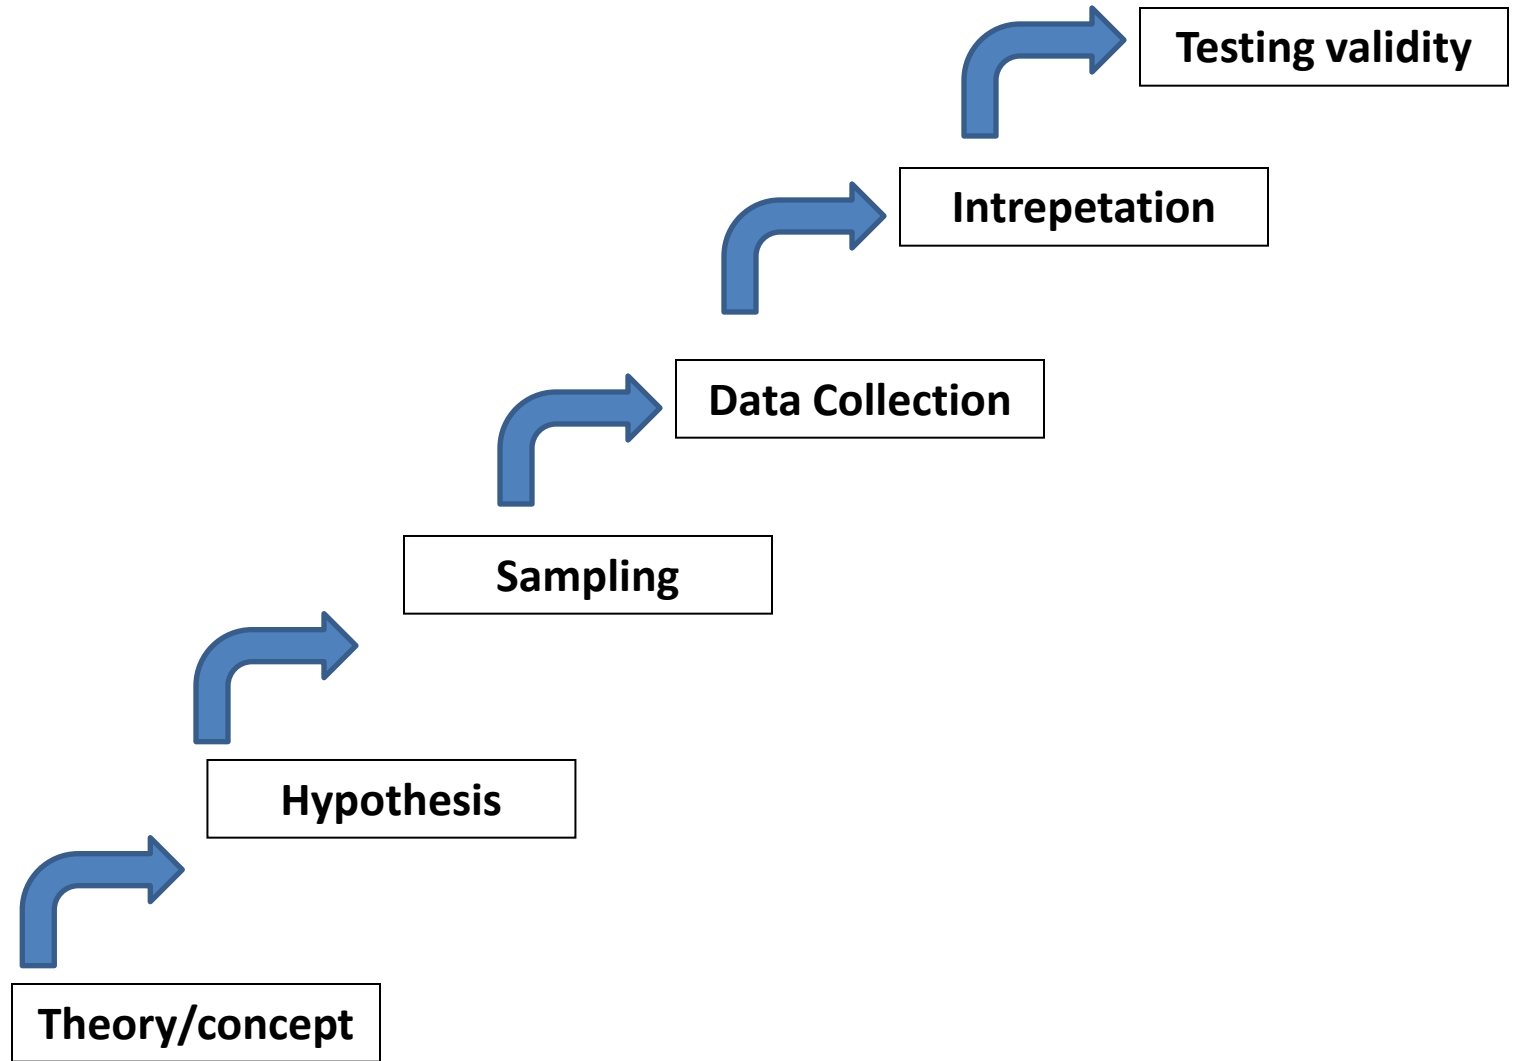 Testing validity
Intrepetation
Data Collection
Sampling
Hypothesis
Theory/concept